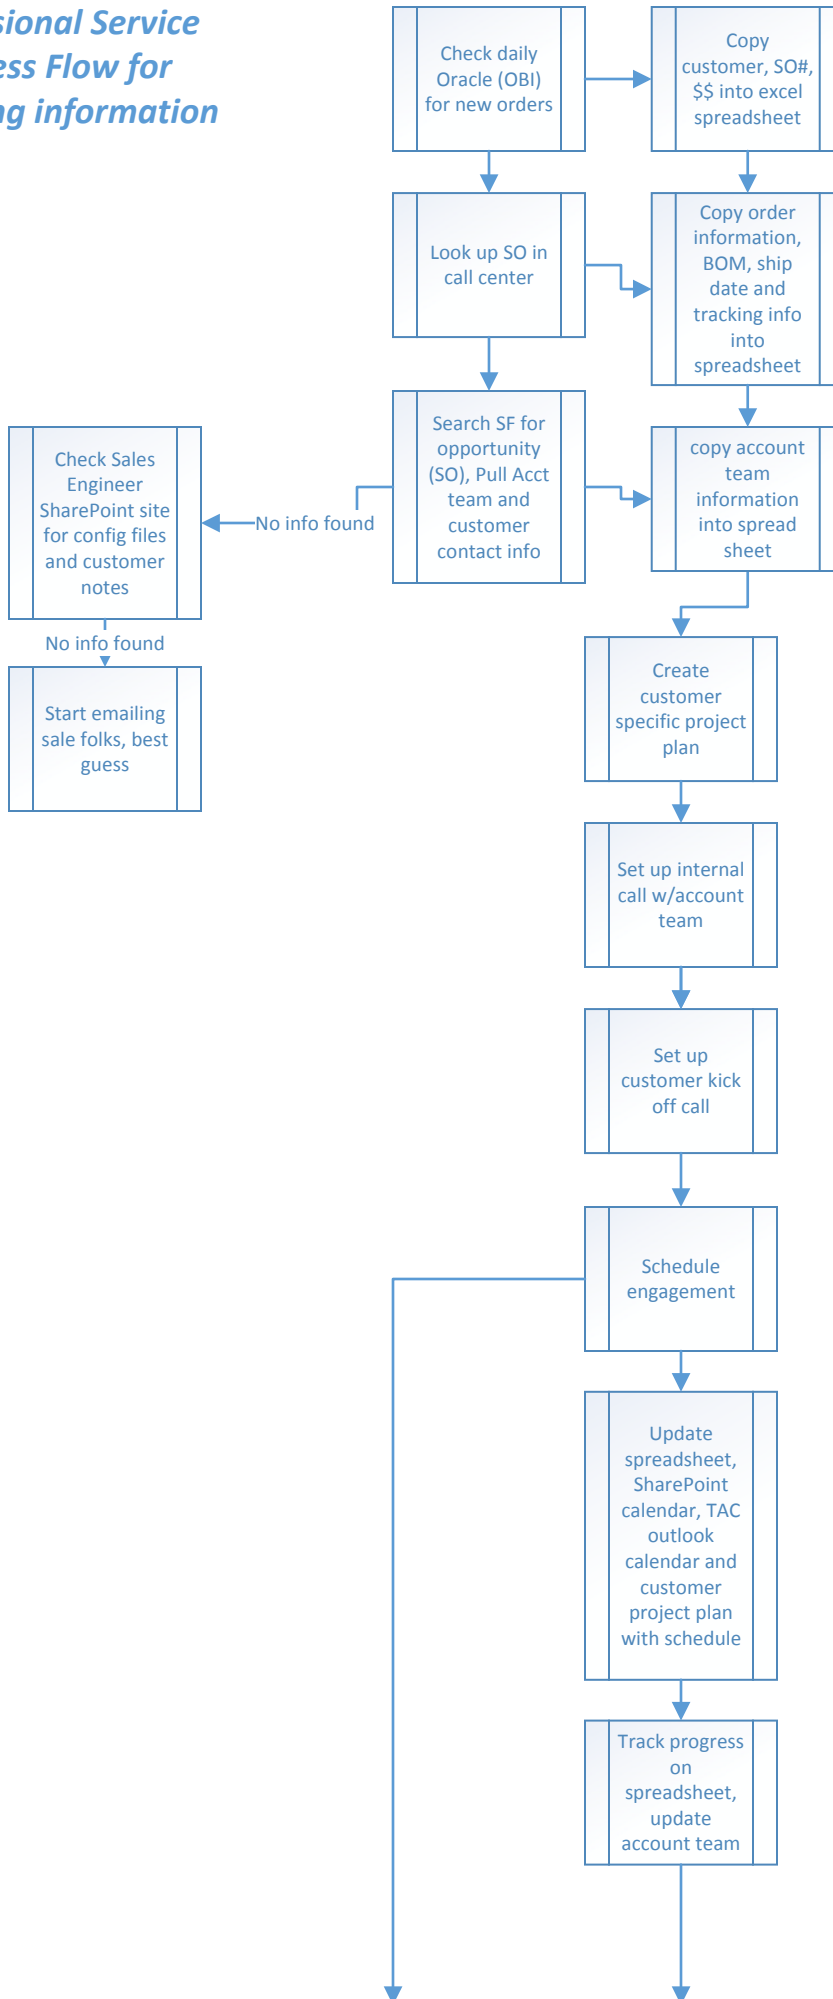 sional Service
ess Flow for
ng information
Check daily
Oracle (OBI)
for new orders
Copy
customer, SO#,
$$ into excel
spreadsheet
Look up SO in
call center
Copy order
information,
BOM, ship
date and
tracking info
into
spreadsheet
Search SF for
opportunity
(SO), Pull Acct
team and
customer
contact info
copy account
team
information
into spread
sheet
No info found
Check Sales
Engineer
SharePoint site
for config files
and customer
notes
No info found
Start emailing
sale folks, best
guess
Create
customer
specific project
plan
Set up internal
call w/account
team
Set up
customer kick
off call
Schedule
engagement
Update
spreadsheet,
SharePoint
calendar, TAC
outlook
calendar and
customer
project plan
with schedule
Track progress
on
spreadsheet,
update
account team